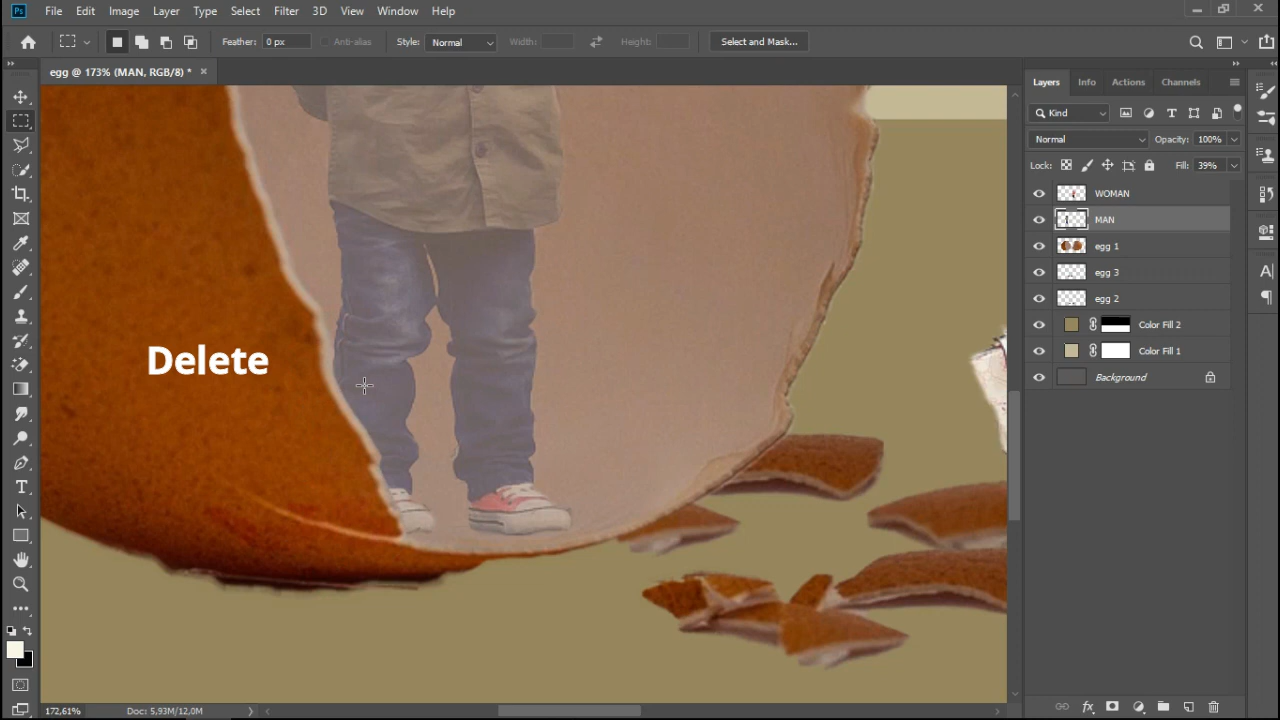 Ps File Edit Image Layer Type Select Filter 3D View Window Help
Feather: 0 px Anti-alias Style: Normal Width: Height: Select and Mask...
egg @ 173% (MAN, RGB/8) * ×
Layers Info Actions Channels
Kind
Normal Opacity: 100%
Lock: Fill: 39%
WOMAN
MAN
egg 1
egg 3
egg 2
Color Fill 2
Color Fill 1
Background
Delete
172,61% Doc: 5,93M/12,0M